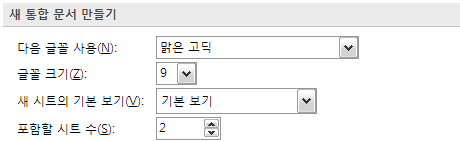 새 통합 문서 만들기
다음 글꼴 사용(N): 맑은 고딕
글꼴 크기(Z): 9
새 시트의 기본 보기(V): 기본 보기
포함할 시트 수(S): 2